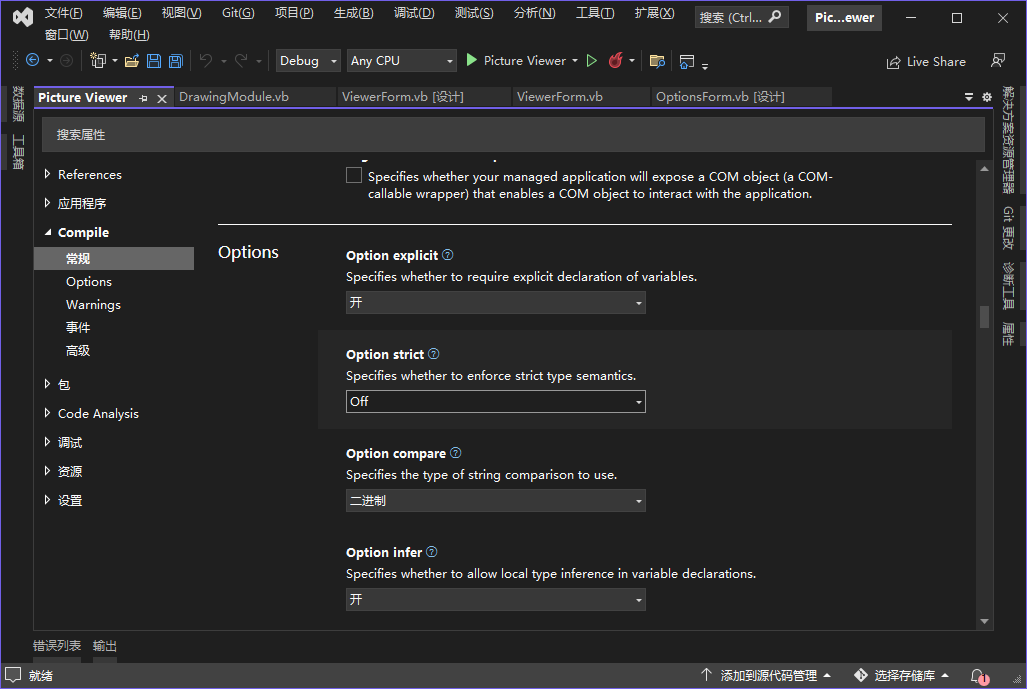 文件(F) 编辑(E) 视图(V) Git(G) 项目(P) 生成(B) 调试(D) 测试(S) 分析(N) 工具(T) 扩展(X) 搜索 (Ctrl... Pic...ewer
窗口(W) 帮助(H)
Debug Any CPU Picture Viewer Live Share
Picture Viewer DrawingModule.vb ViewerForm.vb [设计] ViewerForm.vb OptionsForm.vb [设计]
数据源
工具箱
搜索属性
References
应用程序
Compile
常规
Options
Warnings
事件
高级
包
Code Analysis
调试
资源
设置
Specifies whether your managed application will expose a COM object (a COM-
callable wrapper) that enables a COM object to interact with the application.
Options
Option explicit
Specifies whether to require explicit declaration of variables.
开
Option strict
Specifies whether to enforce strict type semantics.
Off
Option compare
Specifies the type of string comparison to use.
二进制
Option infer
Specifies whether to allow local type inference in variable declarations.
开
解决方案资源管理器
Git 更改
诊断工具
属性
错误列表 输出
就绪 添加到源代码管理 选择存储库 1